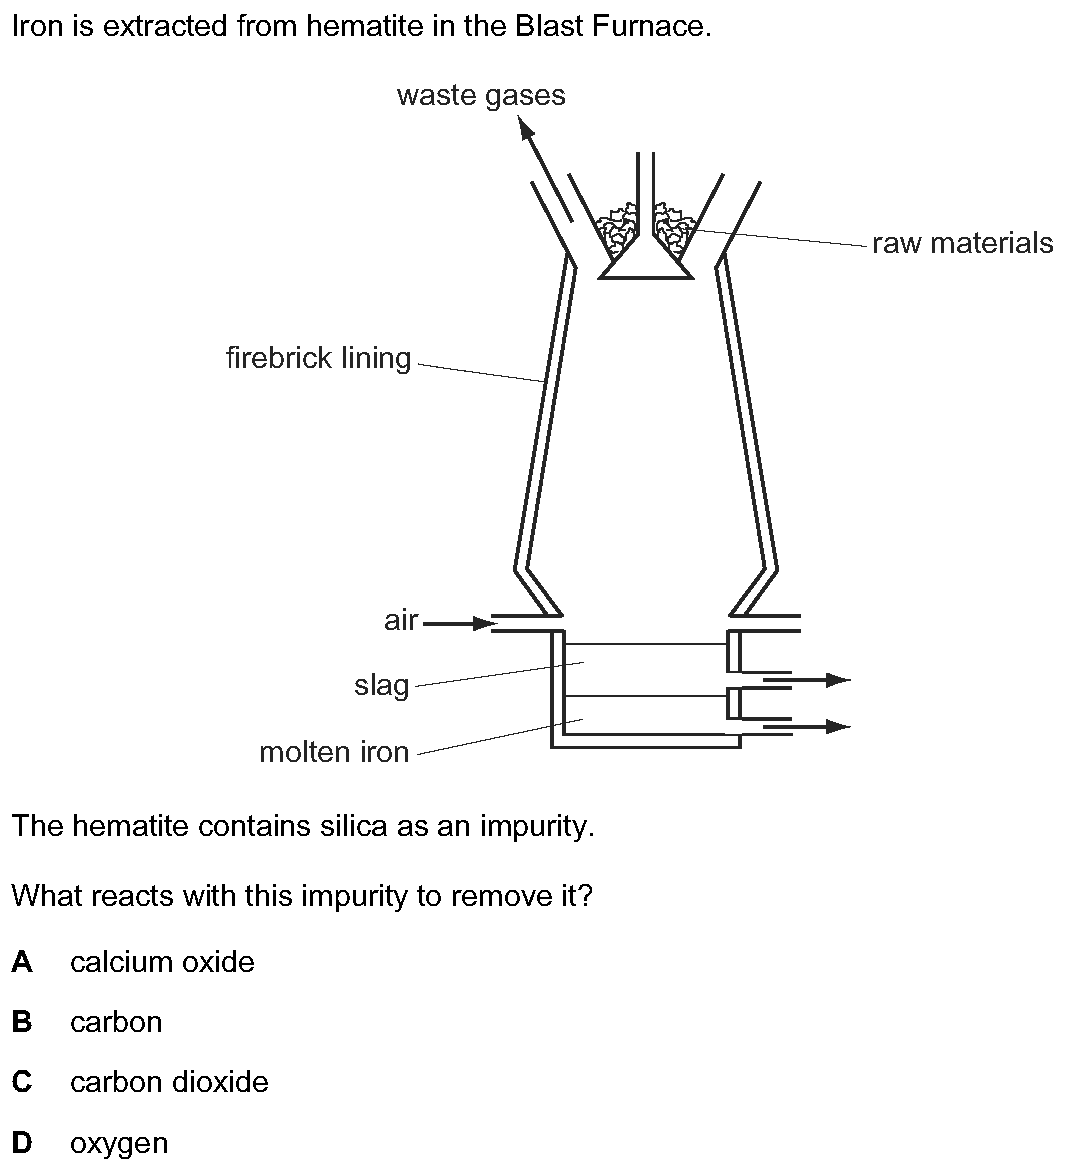 Iron is extracted from hematite in the Blast Furnace.
waste gases
raw materials
firebrick lining
air
slag
molten iron
The hematite contains silica as an impurity.
What reacts with this impurity to remove it?
A calcium oxide
B carbon
C carbon dioxide
D oxygen